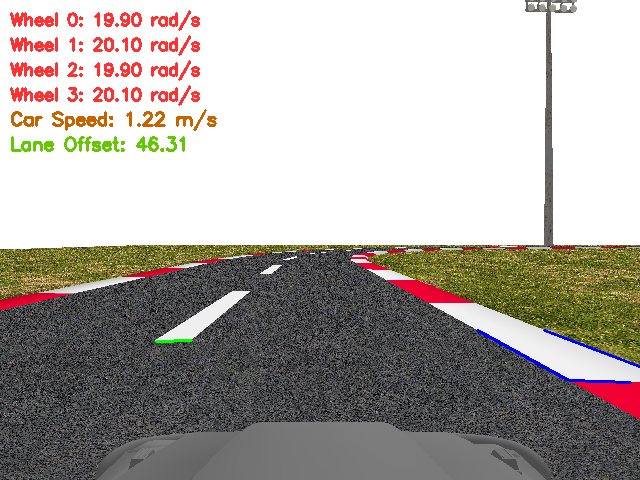 Wheel 0: 19.90 rad/s
Wheel 1: 20.10 rad/s
Wheel 2: 19.90 rad/s
Wheel 3: 20.10 rad/s
Car Speed: 1.22 m/s
Lane Offset: 46.31